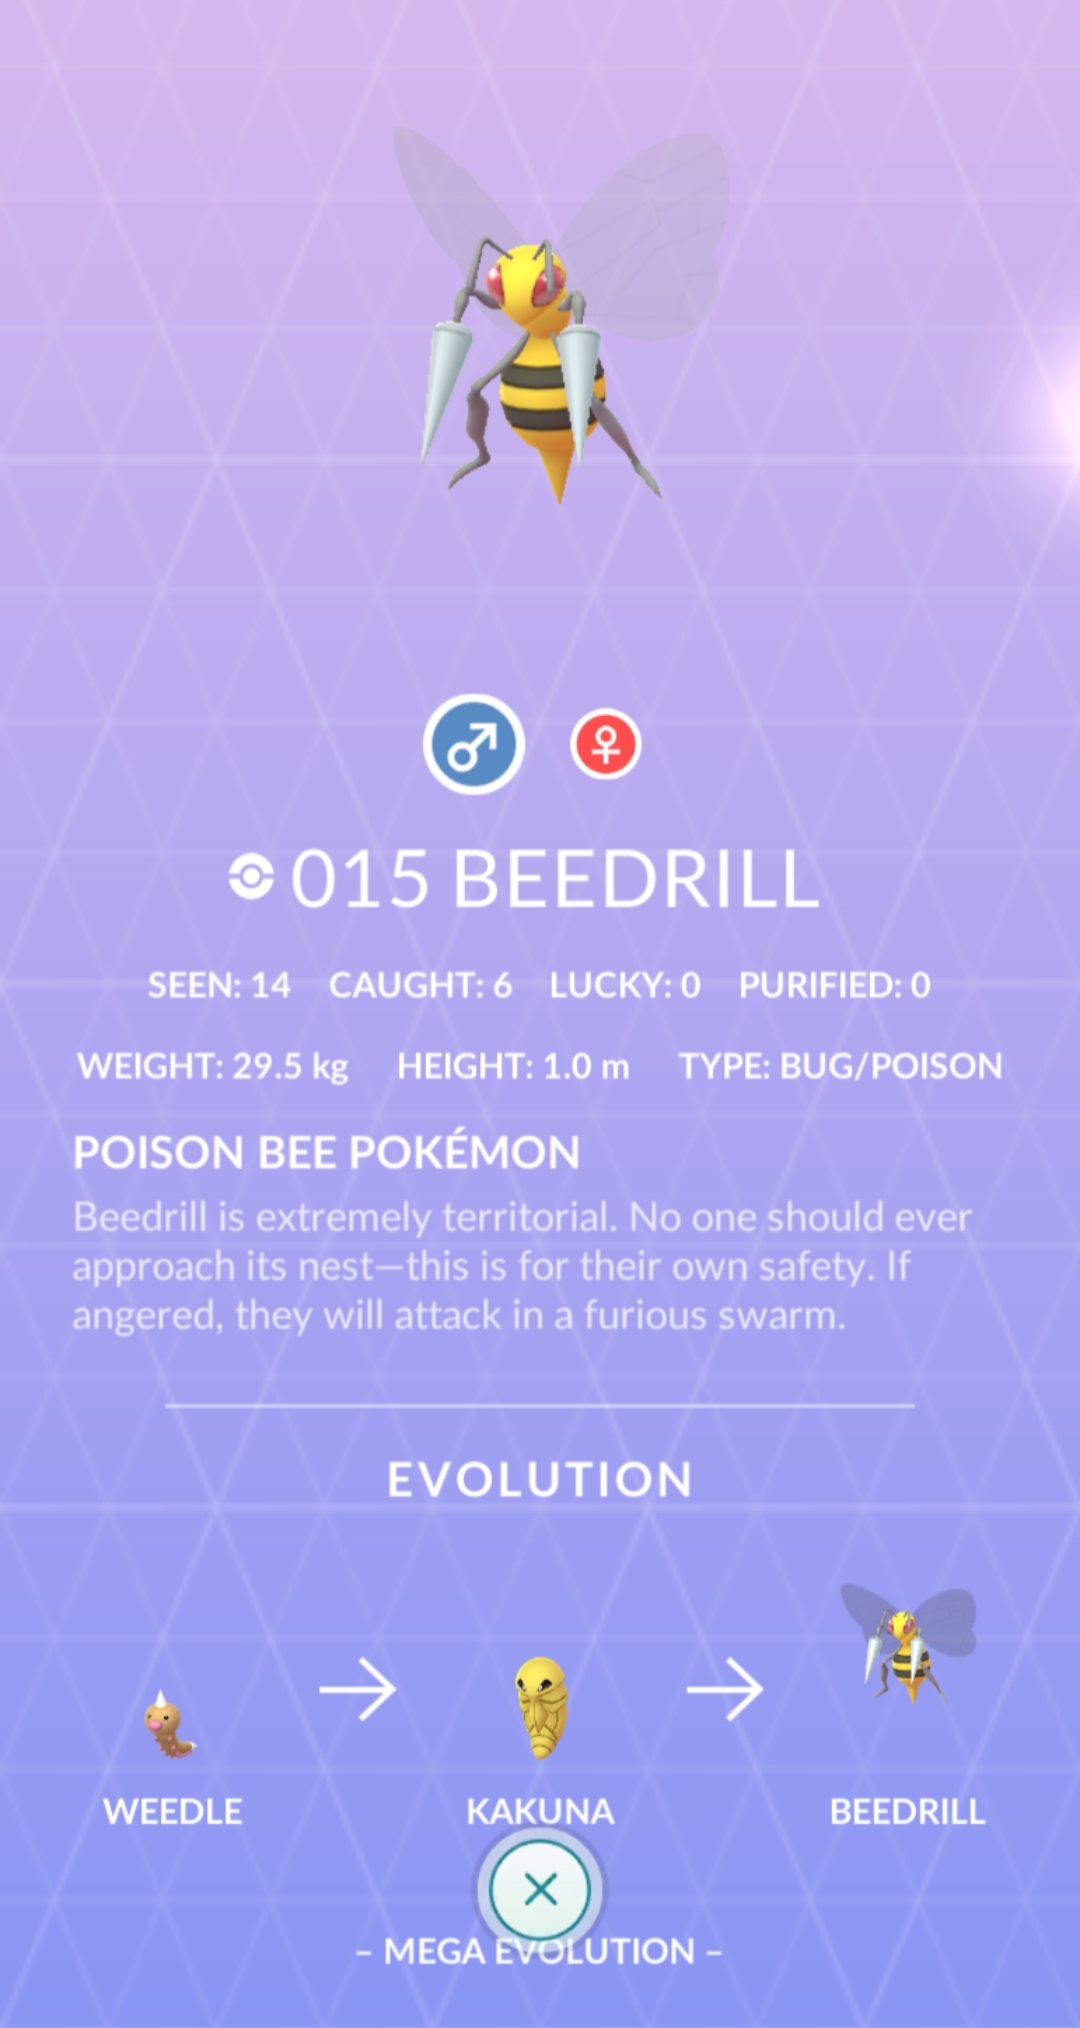 015 BEEDRILL
SEEN: 14 CAUGHT: 6 LUCKY: 0 PURIFIED: 0
WEIGHT: 29.5 kg HEIGHT: 1.0 m TYPE: BUG/POISON
POISON BEE POKÉMON
Beedrill is extremely territorial. No one should ever
approach its nest—this is for their own safety. If
angered, they will attack in a furious swarm.
EVOLUTION
WEEDLE KAKUNA BEEDRILL
– MEGA EVOLUTION –